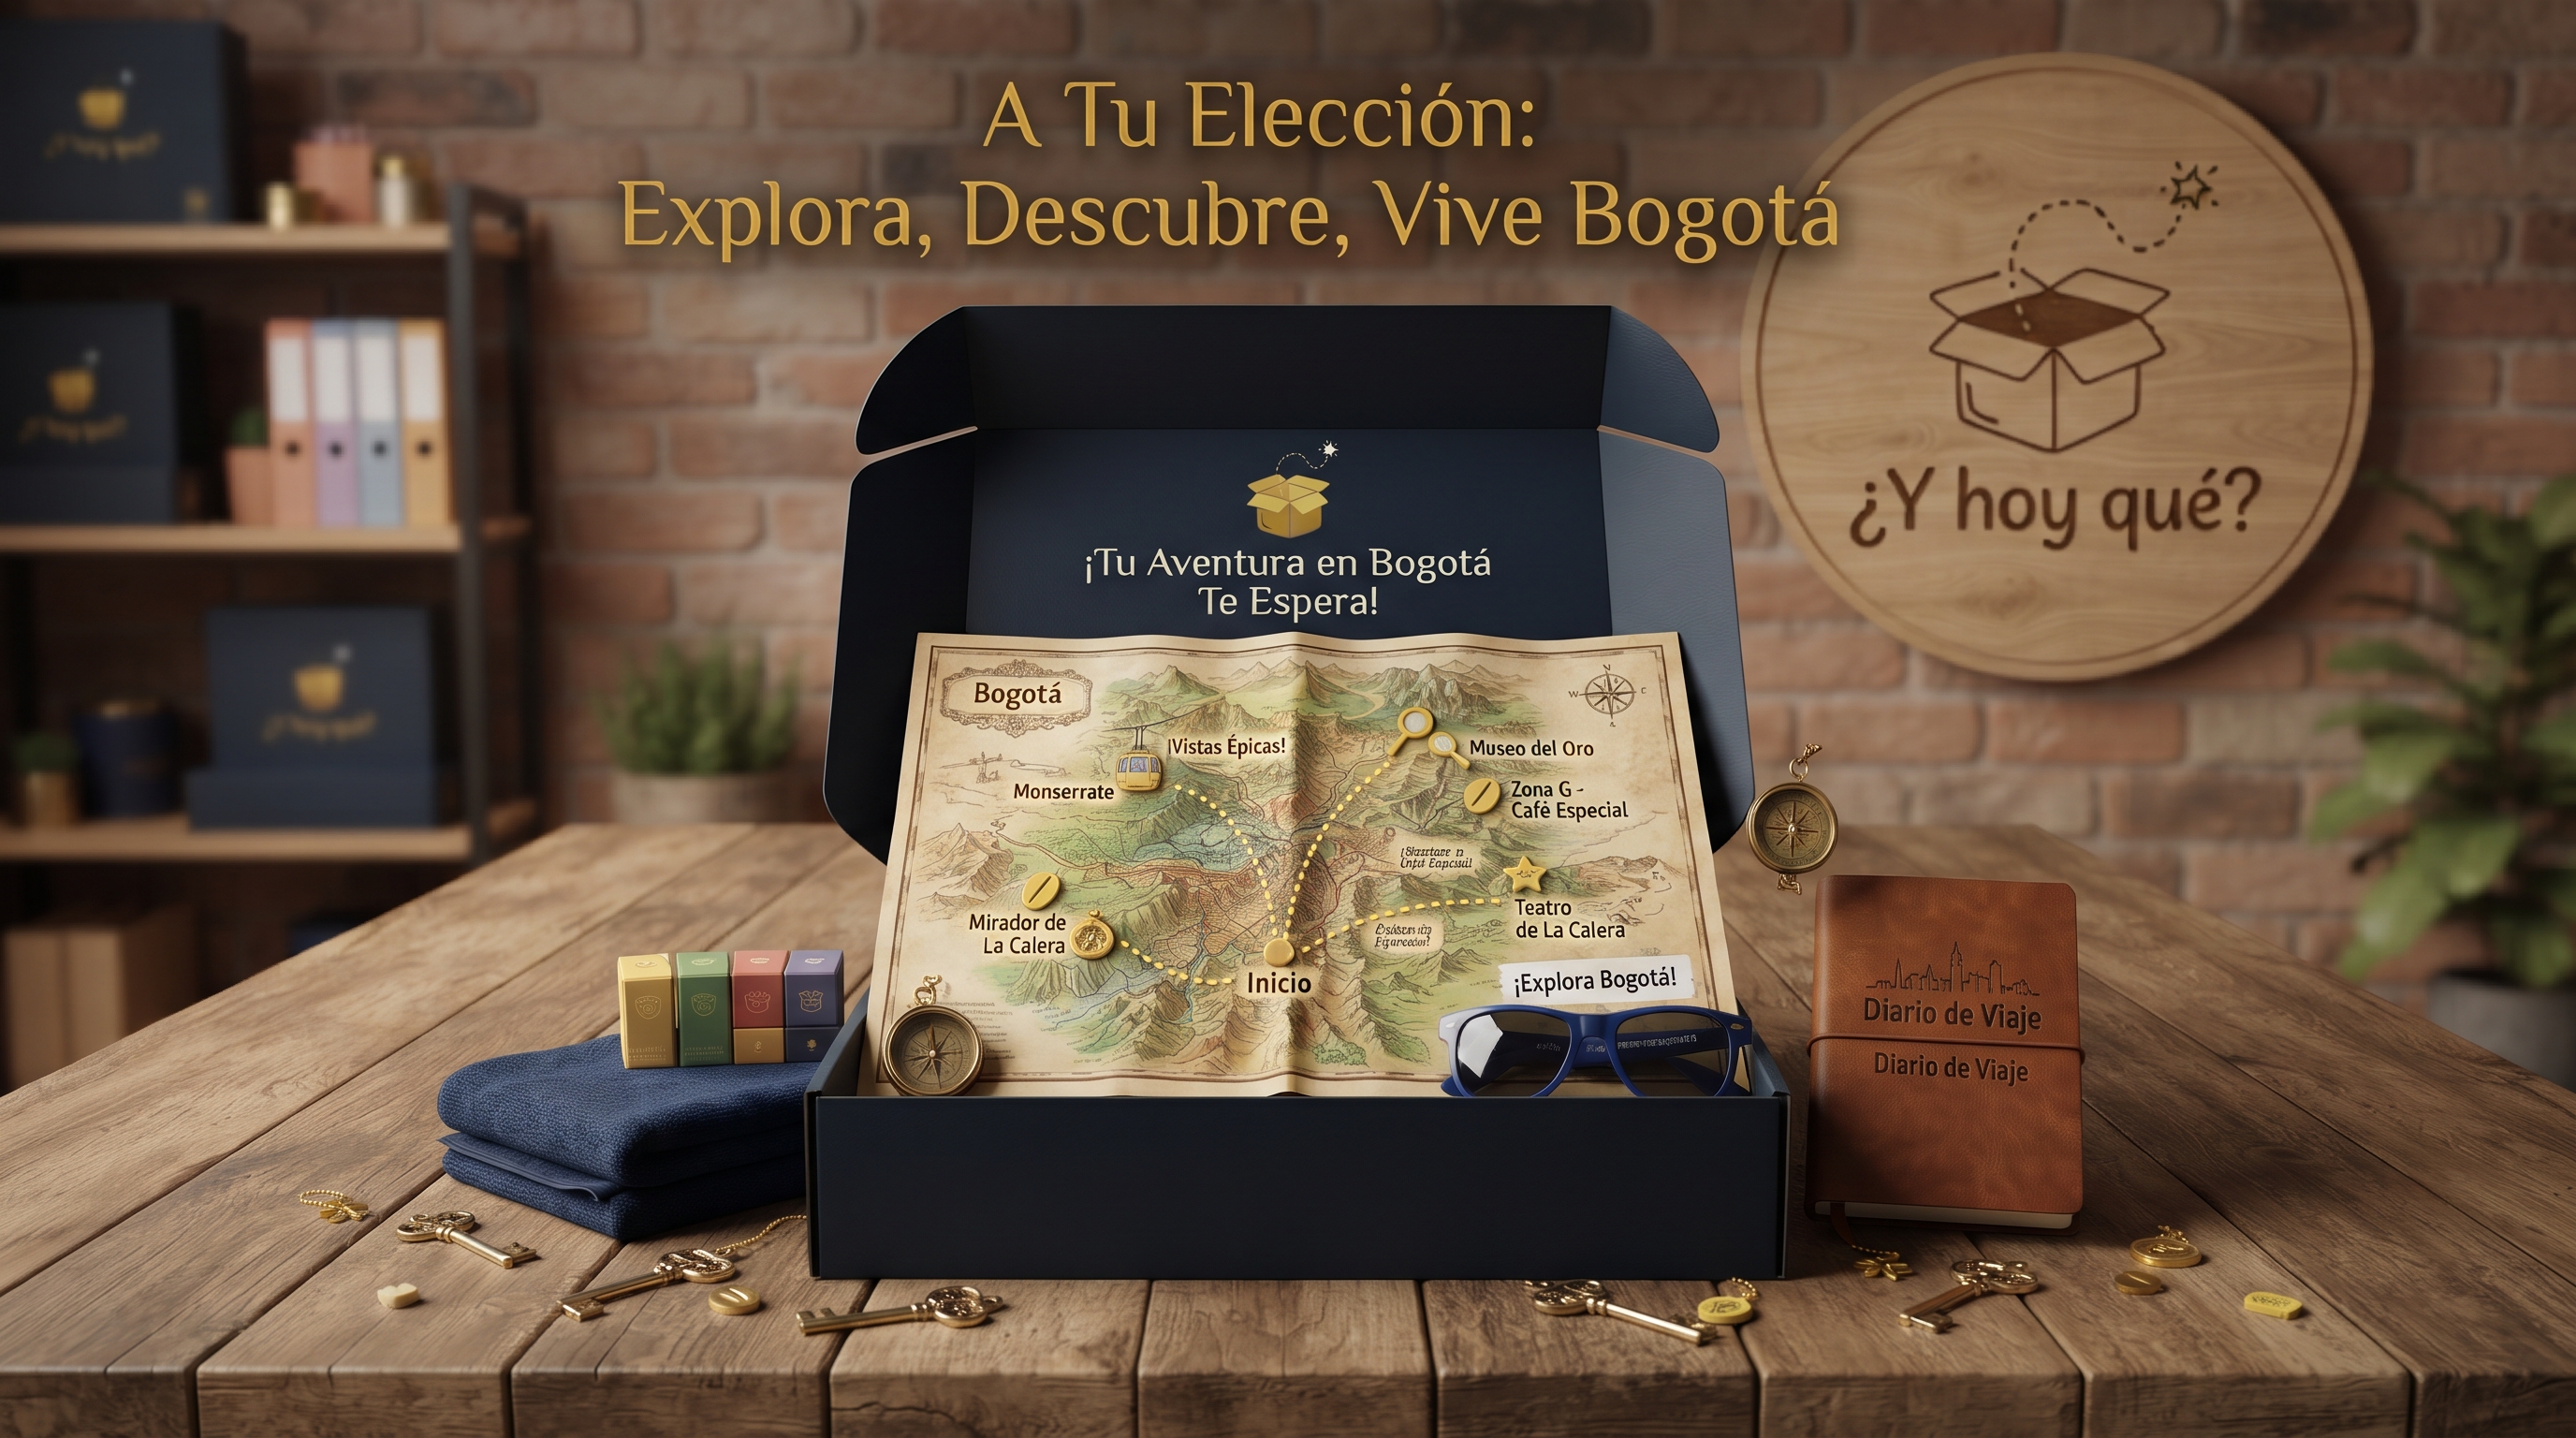 A Tu Elección:
Explora, Descubre, Vive Bogotá
¿Y hoy qué?
¡Tu Aventura en Bogotá
Te Espera!
Bogotá
¡Vistas Épicas!
Monserrate
Museo del Oro
Zona G -
Café Especial
Mirador de
La Calera
Teatro
de La Calera
Inicio
¡Explora Bogotá!
Diario de Viaje
Diario de Viaje